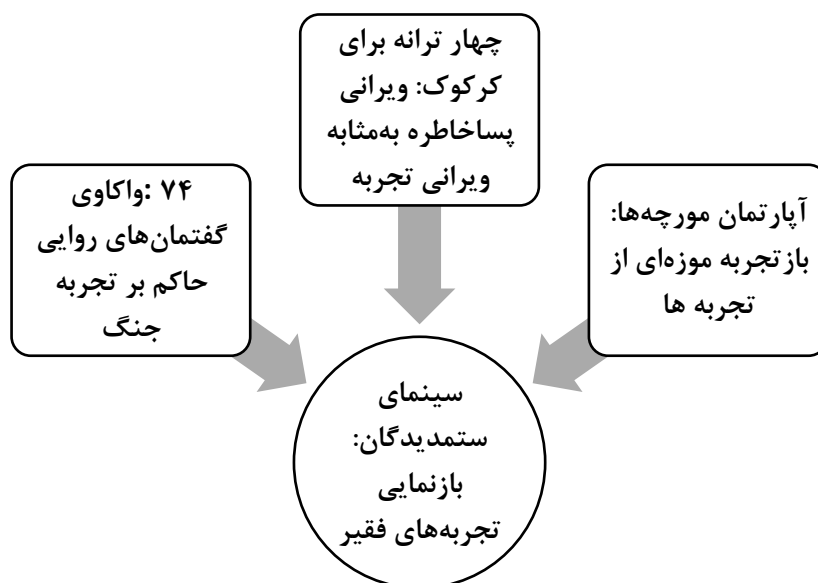 چهار ترانه برای
کرکوک: ویرانی
پساخاطره به‌مثابه
ویرانی تجربه
آپارتمان مورچه‌ها:
بازتجربه موزه‌ای از
تجربه ها
۷۴ :واکاوی
گفتمان‌های روایی
حاکم بر تجربه
جنگ
سینمای
ستمدیدگان:
بازنمایی
تجربه‌های فقیر